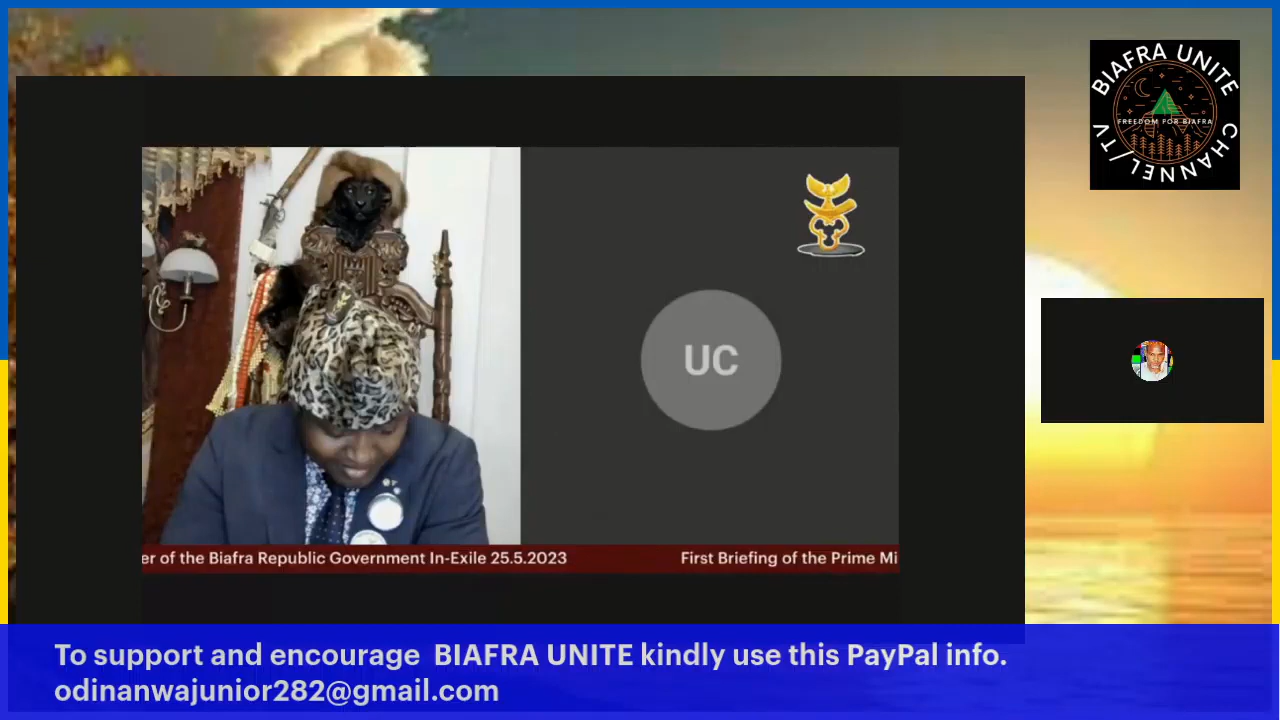 BIAFRA UNITE
FREEDOM FOR BIAFRA
CHANNEL/TV
UC
er of the Biafra Republic Government In-Exile 25.5.2023 First Briefing of the Prime Mi
To support and encourage BIAFRA UNITE kindly use this PayPal info.
odinanwajunior282@gmail.com